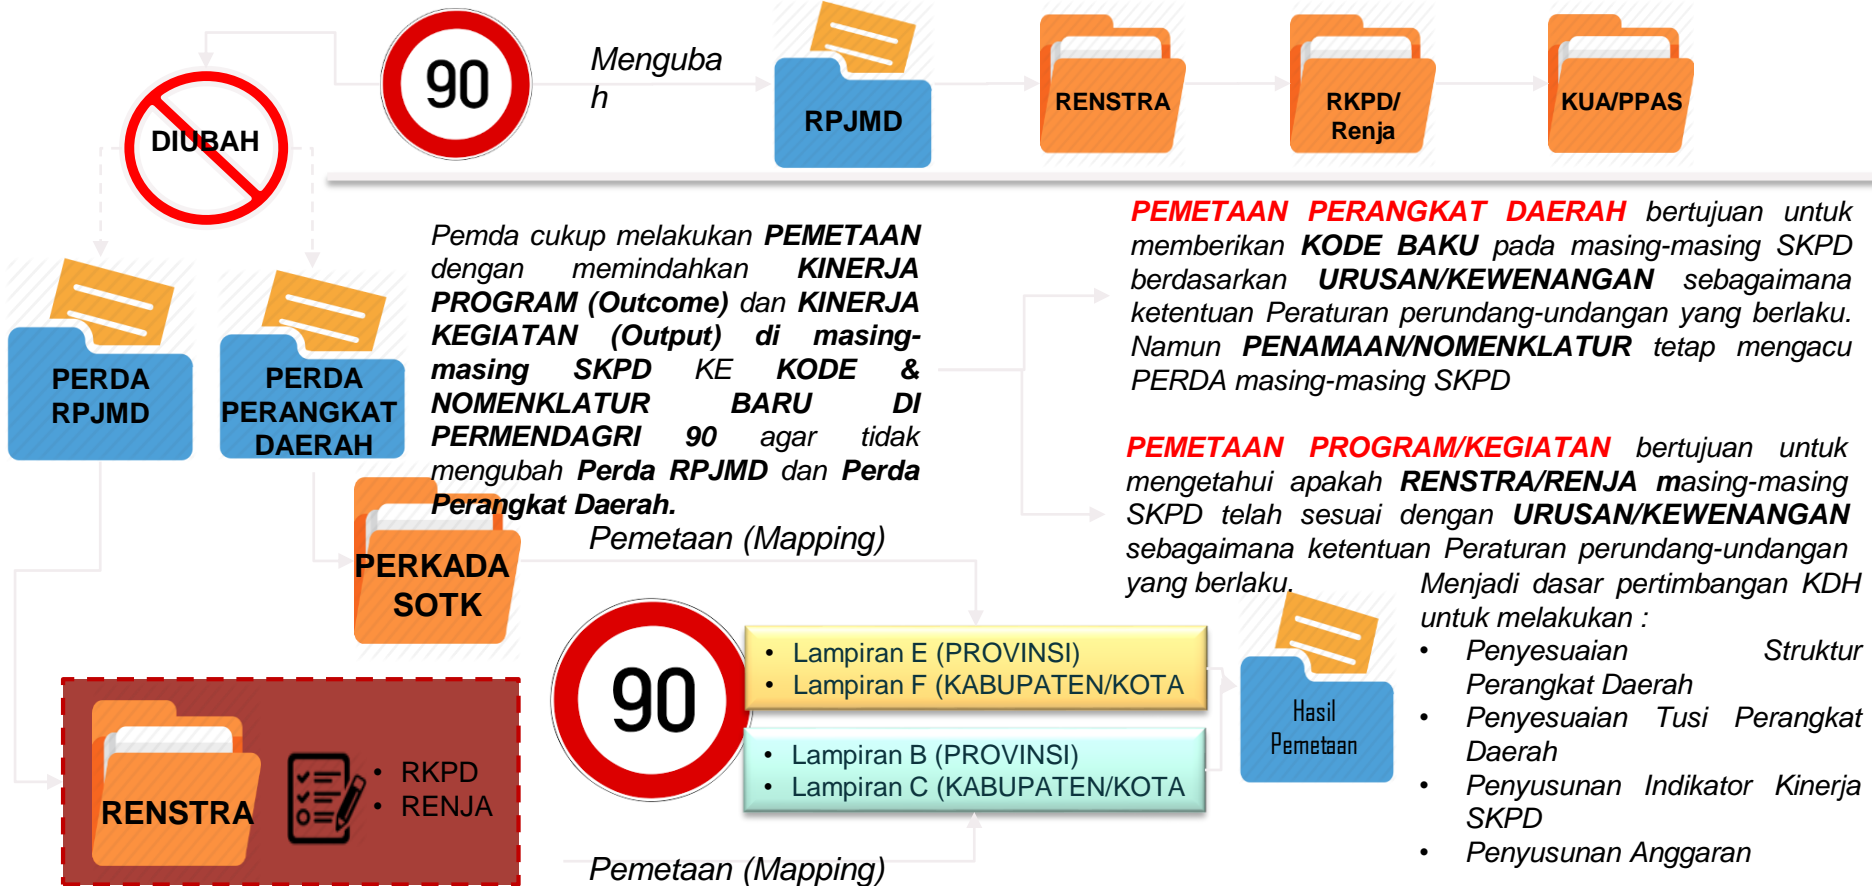 90
Menguba
h
RPJMD
RENSTRA
RKPD/
Renja
KUA/PPAS
DIUBAH
PERDA
RPJMD
PERDA
PERANGKAT
DAERAH
Pemda cukup melakukan PEMETAAN
dengan memindahkan KINERJA
PROGRAM (Outcome) dan KINERJA
KEGIATAN (Output) di masing-
masing SKPD KE KODE &
NOMENKLATUR BARU DI
PERMENDAGRI 90 agar tidak
mengubah Perda RPJMD dan Perda
Perangkat Daerah.
PEMETAAN PERANGKAT DAERAH bertujuan untuk
memberikan KODE BAKU pada masing-masing SKPD
berdasarkan URUSAN/KEWENANGAN sebagaimana
ketentuan Peraturan perundang-undangan yang berlaku.
Namun PENAMAAN/NOMENKLATUR tetap mengacu
PERDA masing-masing SKPD
PEMETAAN PROGRAM/KEGIATAN bertujuan untuk
mengetahui apakah RENSTRA/RENJA masing-masing
SKPD telah sesuai dengan URUSAN/KEWENANGAN
sebagaimana ketentuan Peraturan perundang-undangan
yang berlaku.
PERKADA
SOTK
Pemetaan (Mapping)
90
• Lampiran E (PROVINSI)
• Lampiran F (KABUPATEN/KOTA
• Lampiran B (PROVINSI)
• Lampiran C (KABUPATEN/KOTA
Pemetaan (Mapping)
RENSTRA
• RKPD
• RENJA
Hasil
Pemetaan
Menjadi dasar pertimbangan KDH
untuk melakukan :
• Penyesuaian Struktur
Perangkat Daerah
• Penyesuaian Tusi Perangkat
Daerah
• Penyusunan Indikator Kinerja
SKPD
• Penyusunan Anggaran